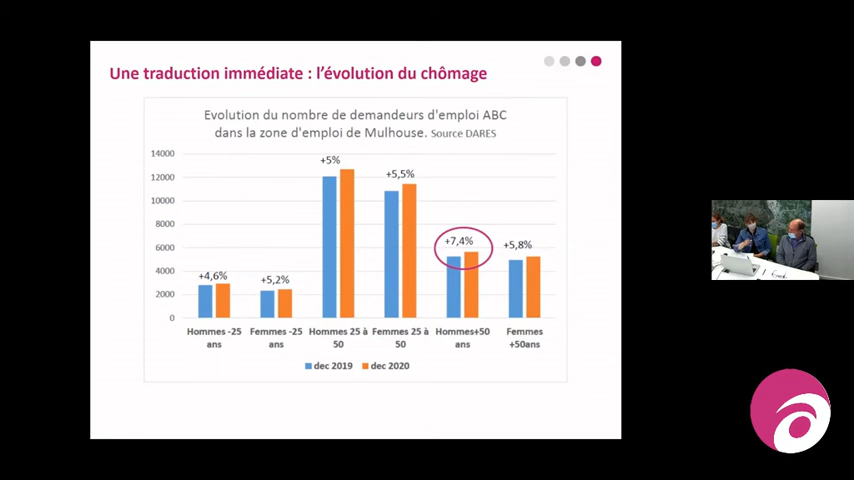 Une traduction immédiate : l'évolution du chômage
Evolution du nombre de demandeurs d'emploi ABC
dans la zone d'emploi de Mulhouse. Source DARES
14000
12000
10000
8000
6000
4000
2000
0
+4,6%
+5,2%
+5%
+5,5%
+7,4%
+5,8%
Hommes -25 ans
Femmes -25 ans
Hommes 25 à 50
Femmes 25 à 50
Hommes+50 ans
Femmes +50ans
dec 2019
dec 2020